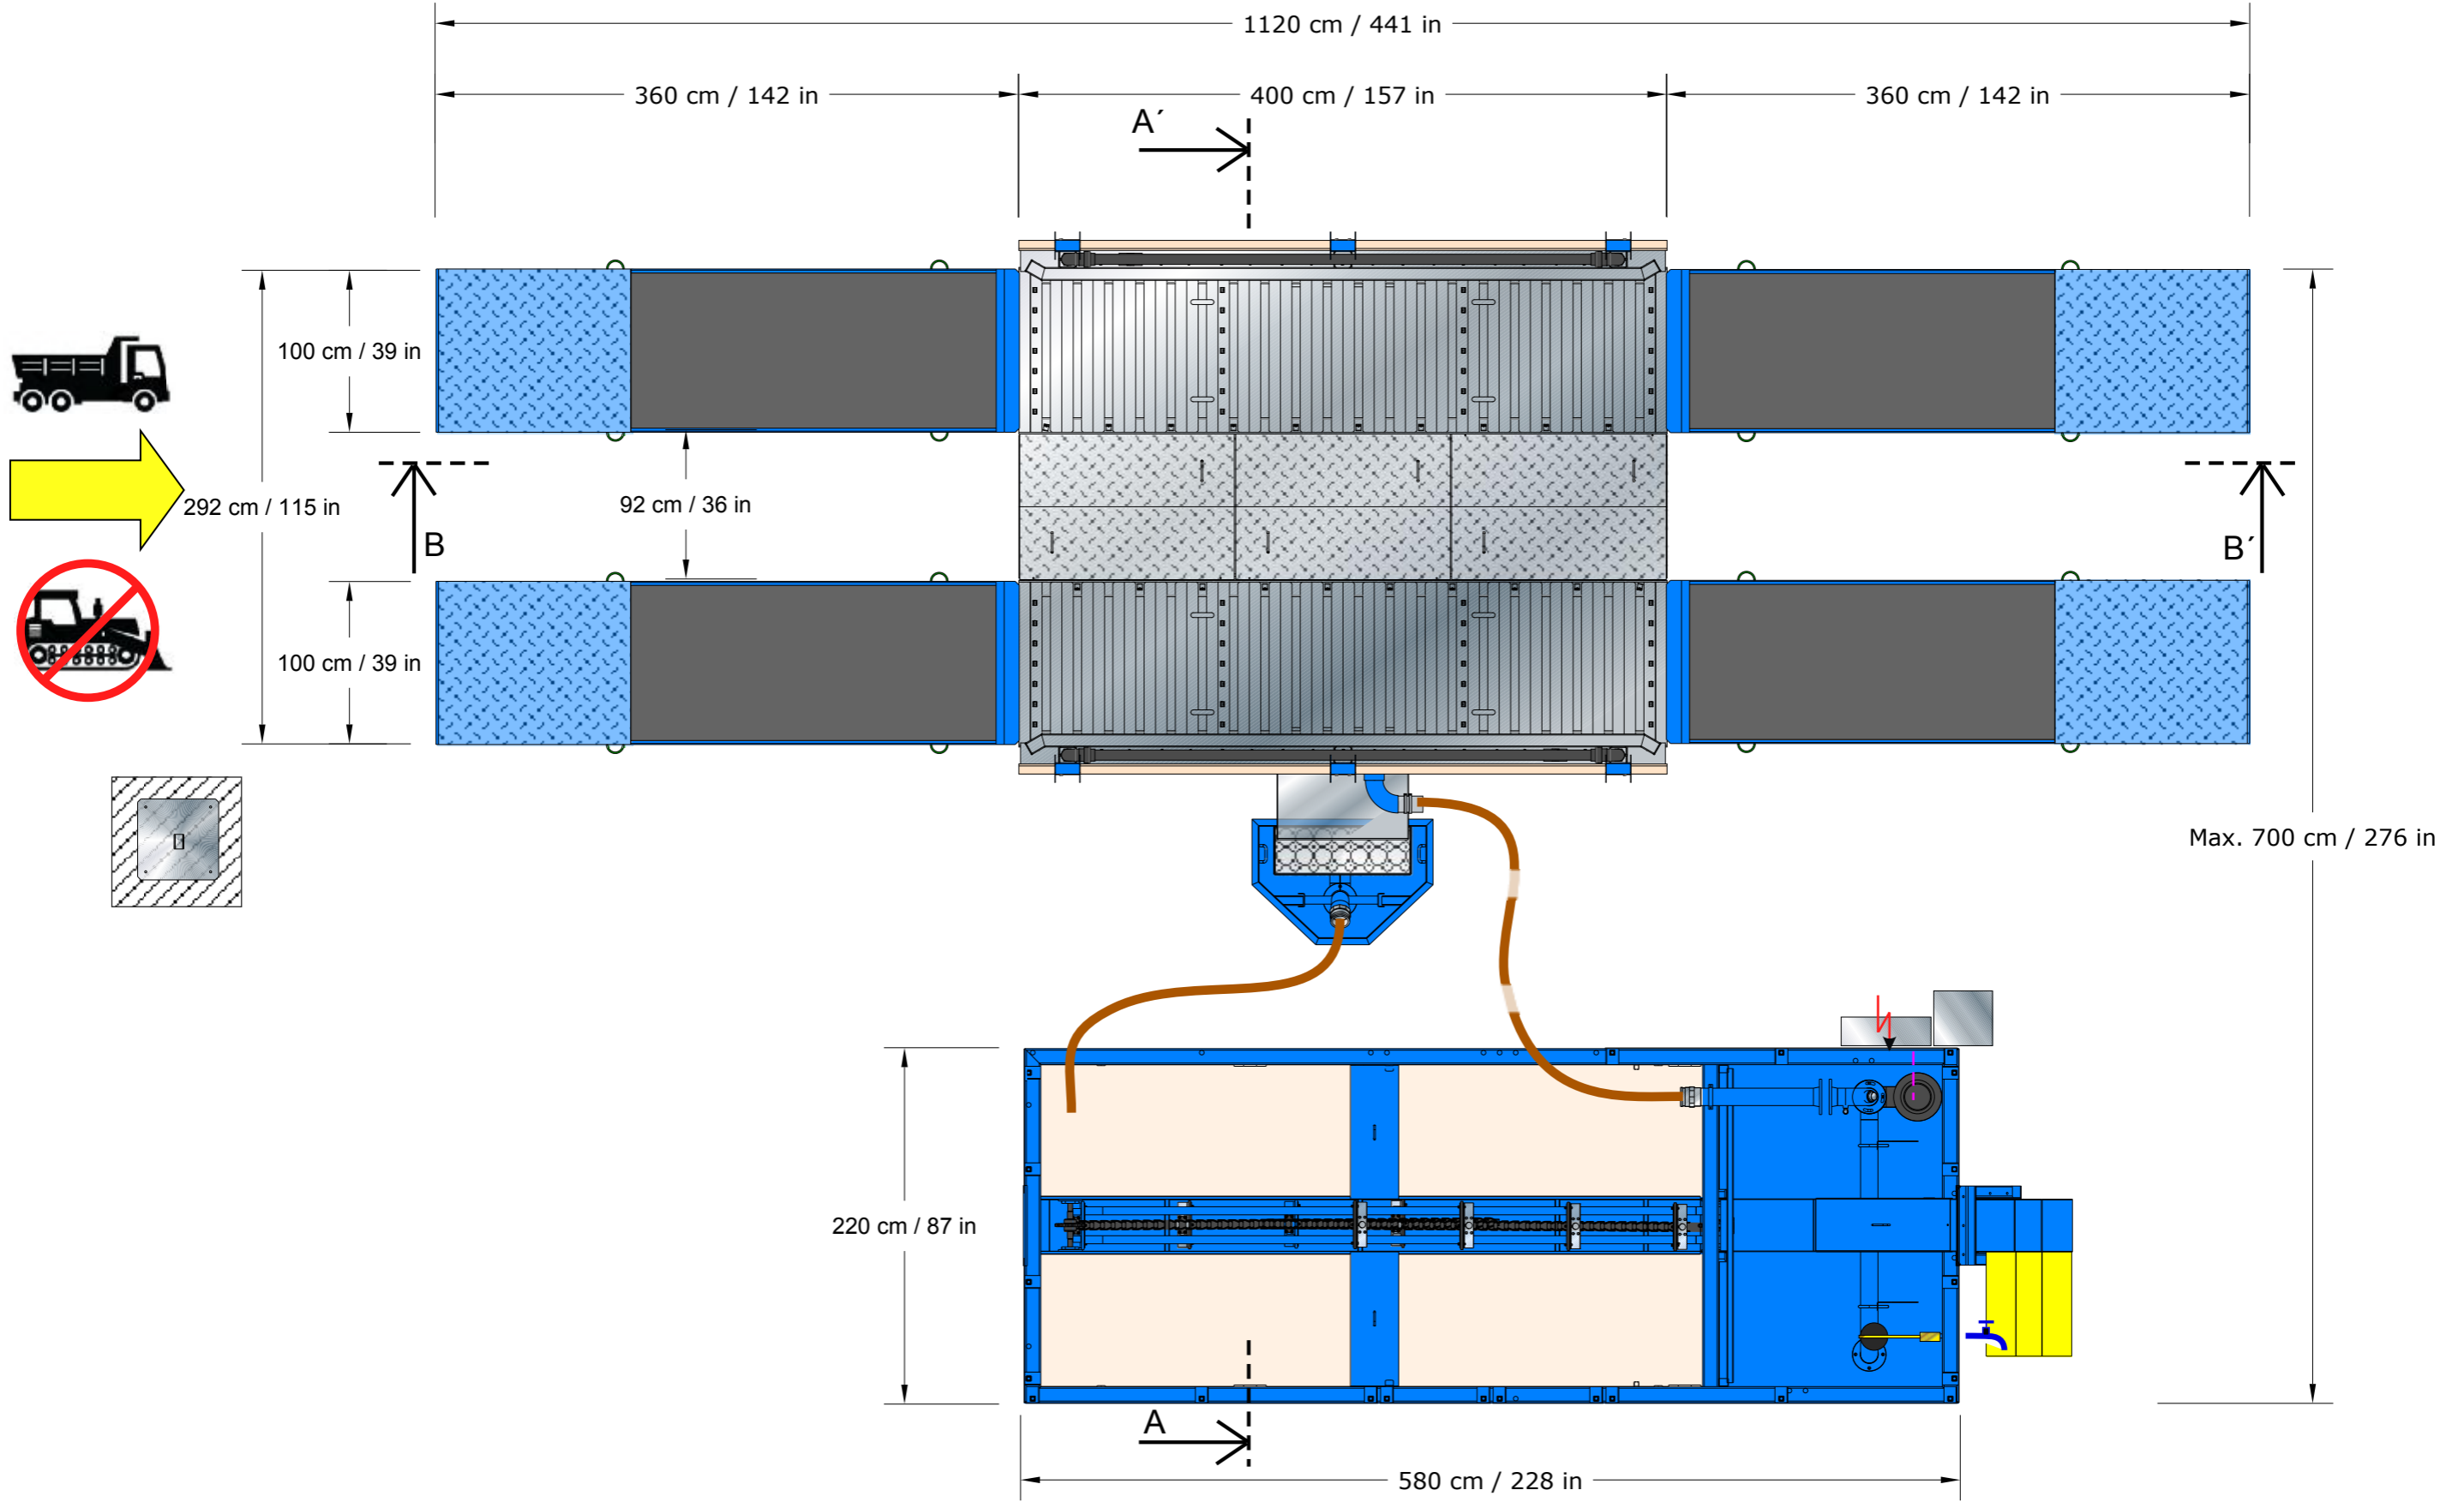 1120 cm / 441 in
360 cm / 142 in
400 cm / 157 in
360 cm / 142 in
A´
100 cm / 39 in
292 cm / 115 in
92 cm / 36 in
B
B´
100 cm / 39 in
Max. 700 cm / 276 in
220 cm / 87 in
A
580 cm / 228 in